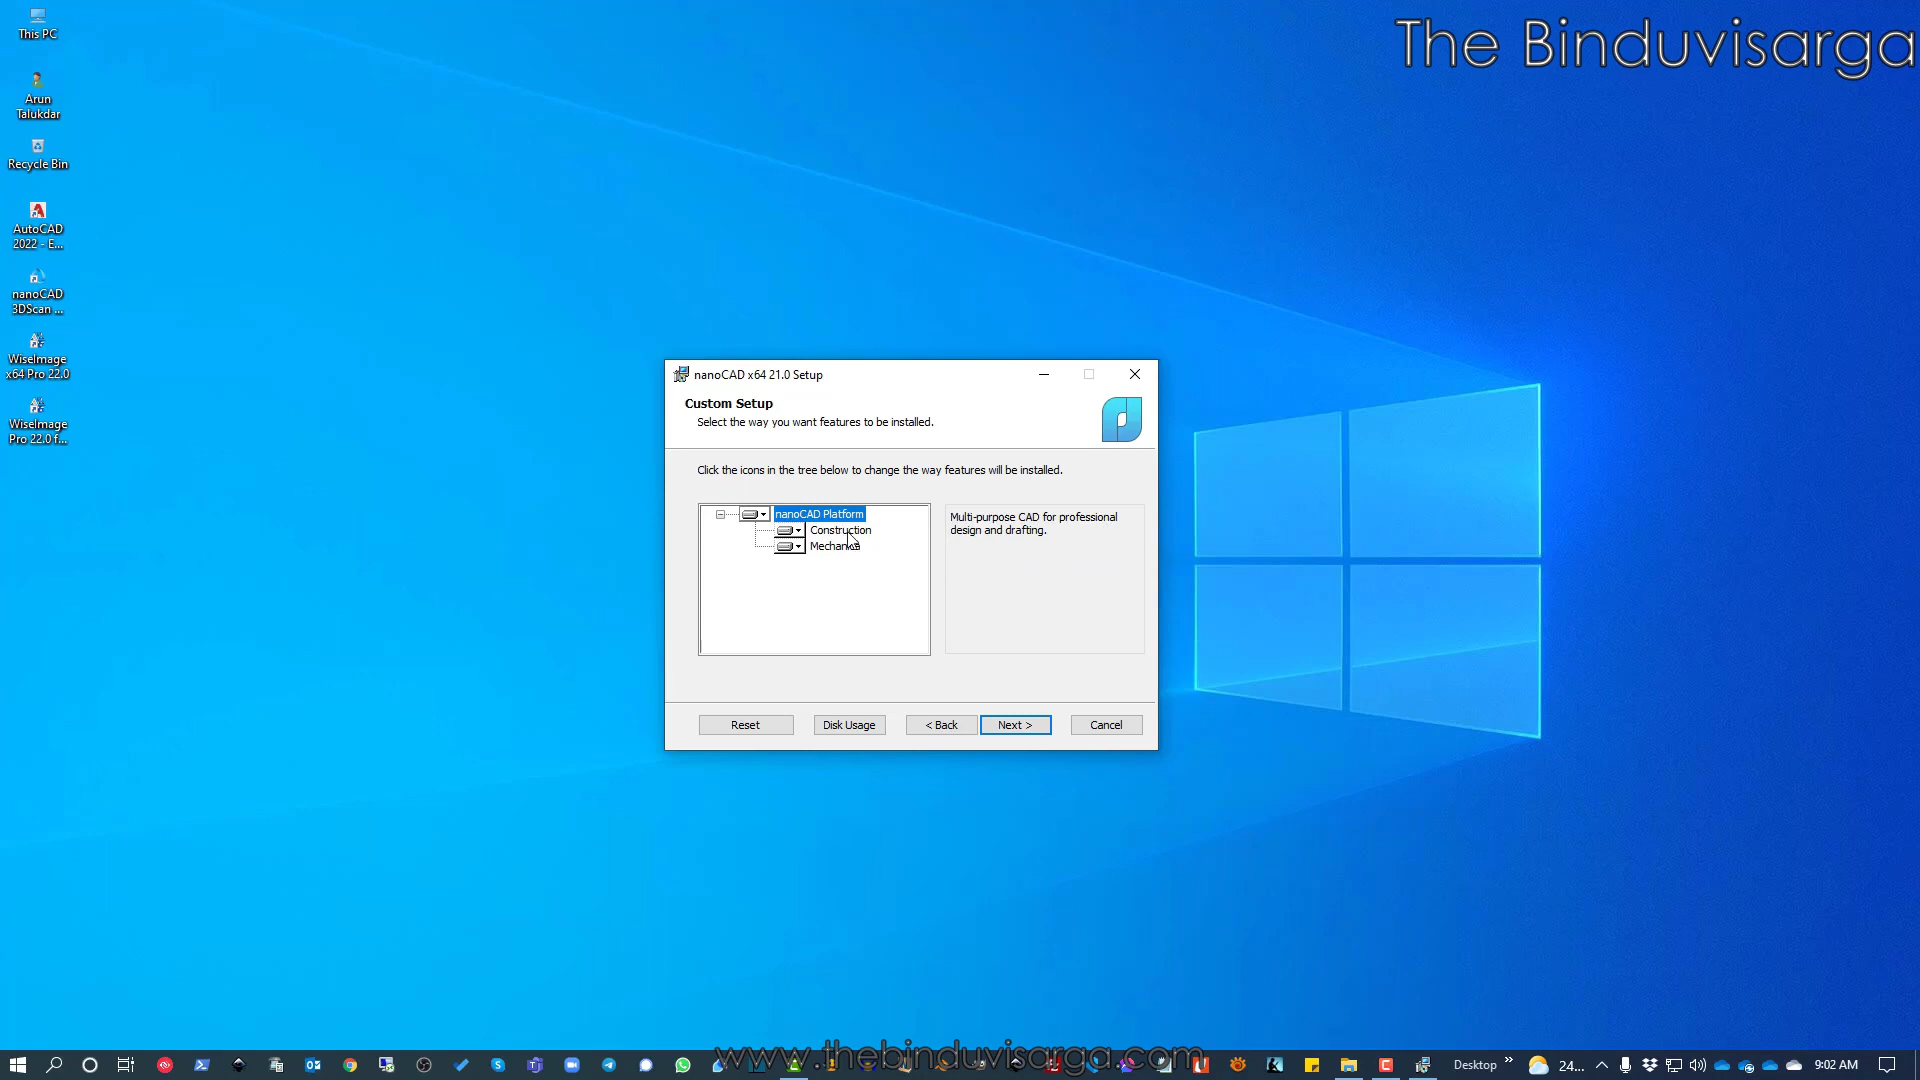 The Binduvisarga
This PC
Arun
Talukdar
Recycle Bin
AutoCAD
2022 - E...
nanoCAD
3DScan ...
WiseImage
x64 Pro 22.0
WiseImage
Pro 22.0 f...
nanoCAD x64 21.0 Setup
Custom Setup
Select the way you want features to be installed.
Click the icons in the tree below to change the way features will be installed.
nanoCAD Platform
Construction
Multi-purpose CAD for professional
design and drafting.
Reset
Disk Usage
< Back
Next >
Cancel
www.thebinduvisarga.com
Desktop
24...
9:02 AM